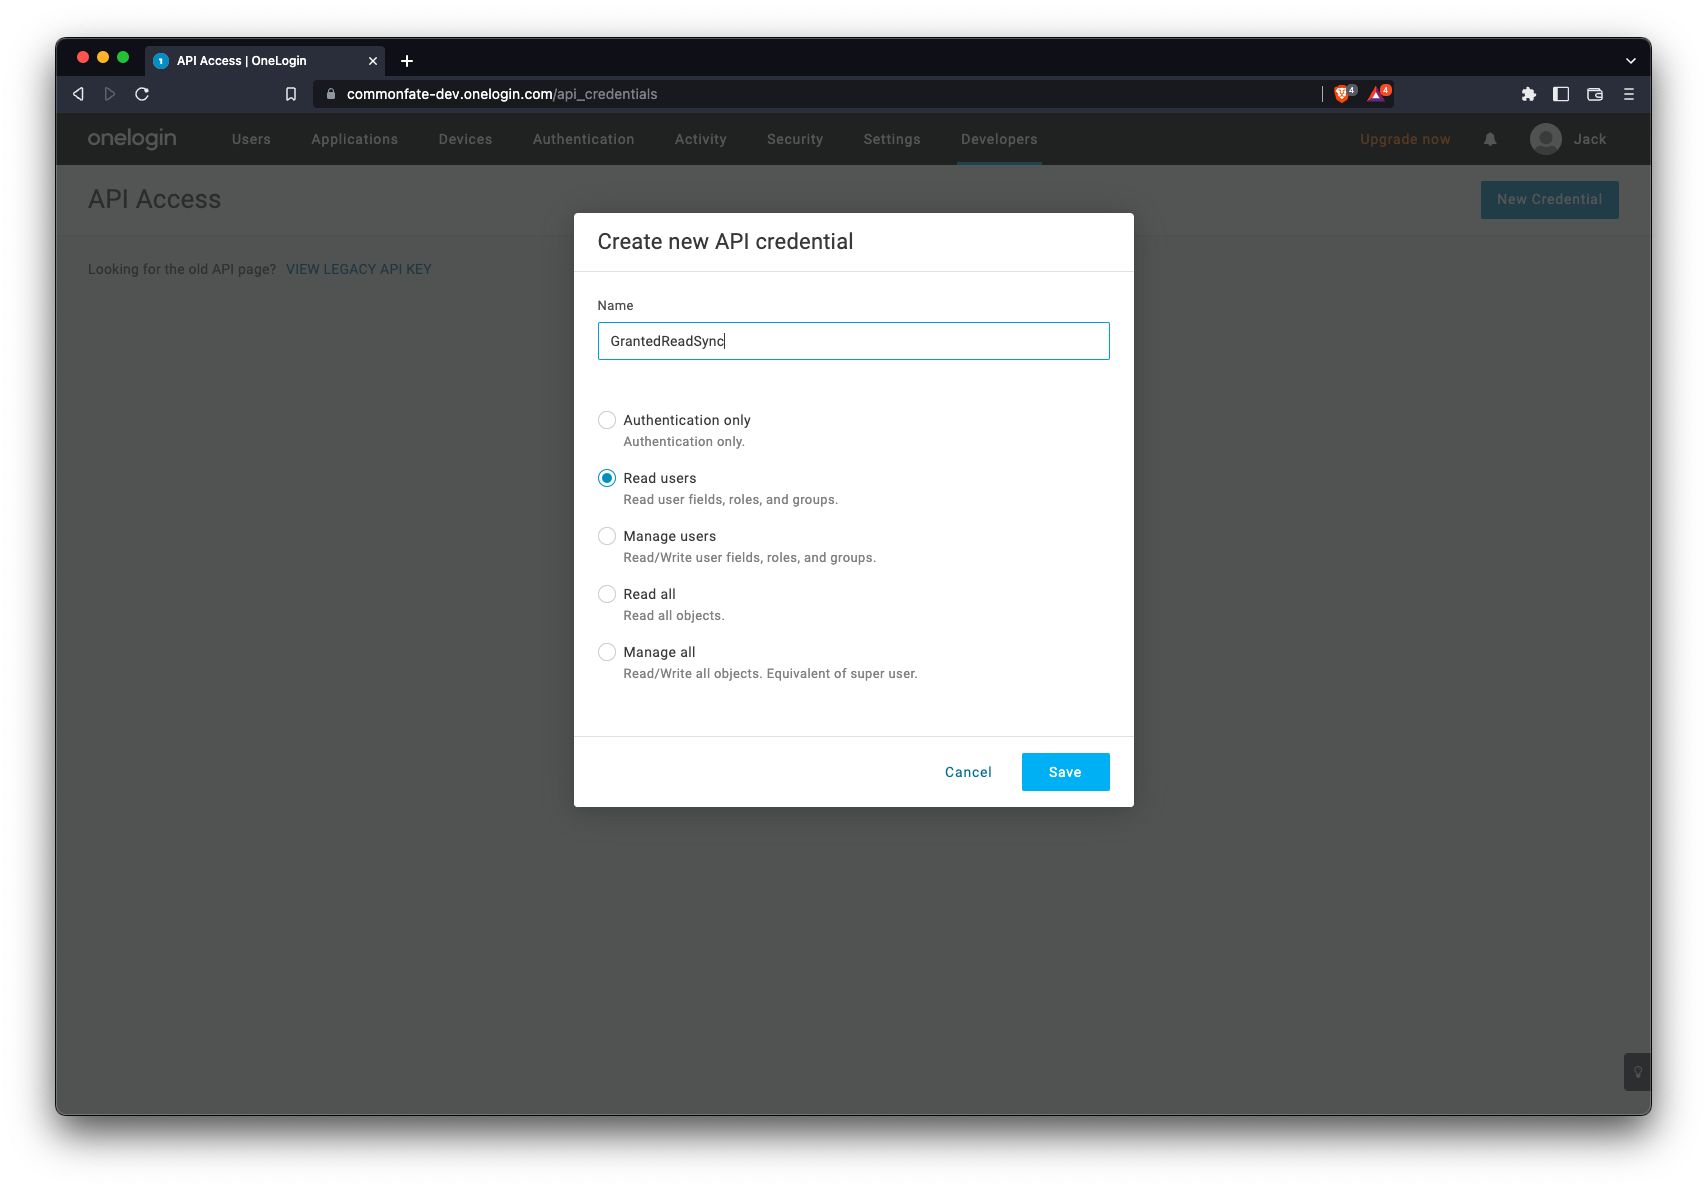 API Access | OneLogin
commonfate-dev.onelogin.com/api_credentials
4
4
onelogin
Users
Applications
Devices
Authentication
Activity
Security
Settings
Developers
Upgrade now
Jack
API Access
New Credential
Looking for the old API page? VIEW LEGACY API KEY
Create new API credential
Name
GrantedReadSync
Authentication only
Authentication only.
Read users
Read user fields, roles, and groups.
Manage users
Read/Write user fields, roles, and groups.
Read all
Read all objects.
Manage all
Read/Write all objects. Equivalent of super user.
Cancel
Save